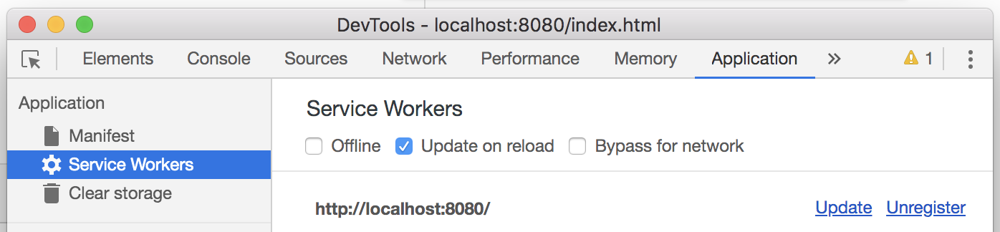 DevTools - localhost:8080/index.html
Elements Console Sources Network Performance Memory Application » 1
Application
Manifest
Service Workers
Clear storage
Service Workers
Offline Update on reload Bypass for network
http://localhost:8080/ Update Unregister